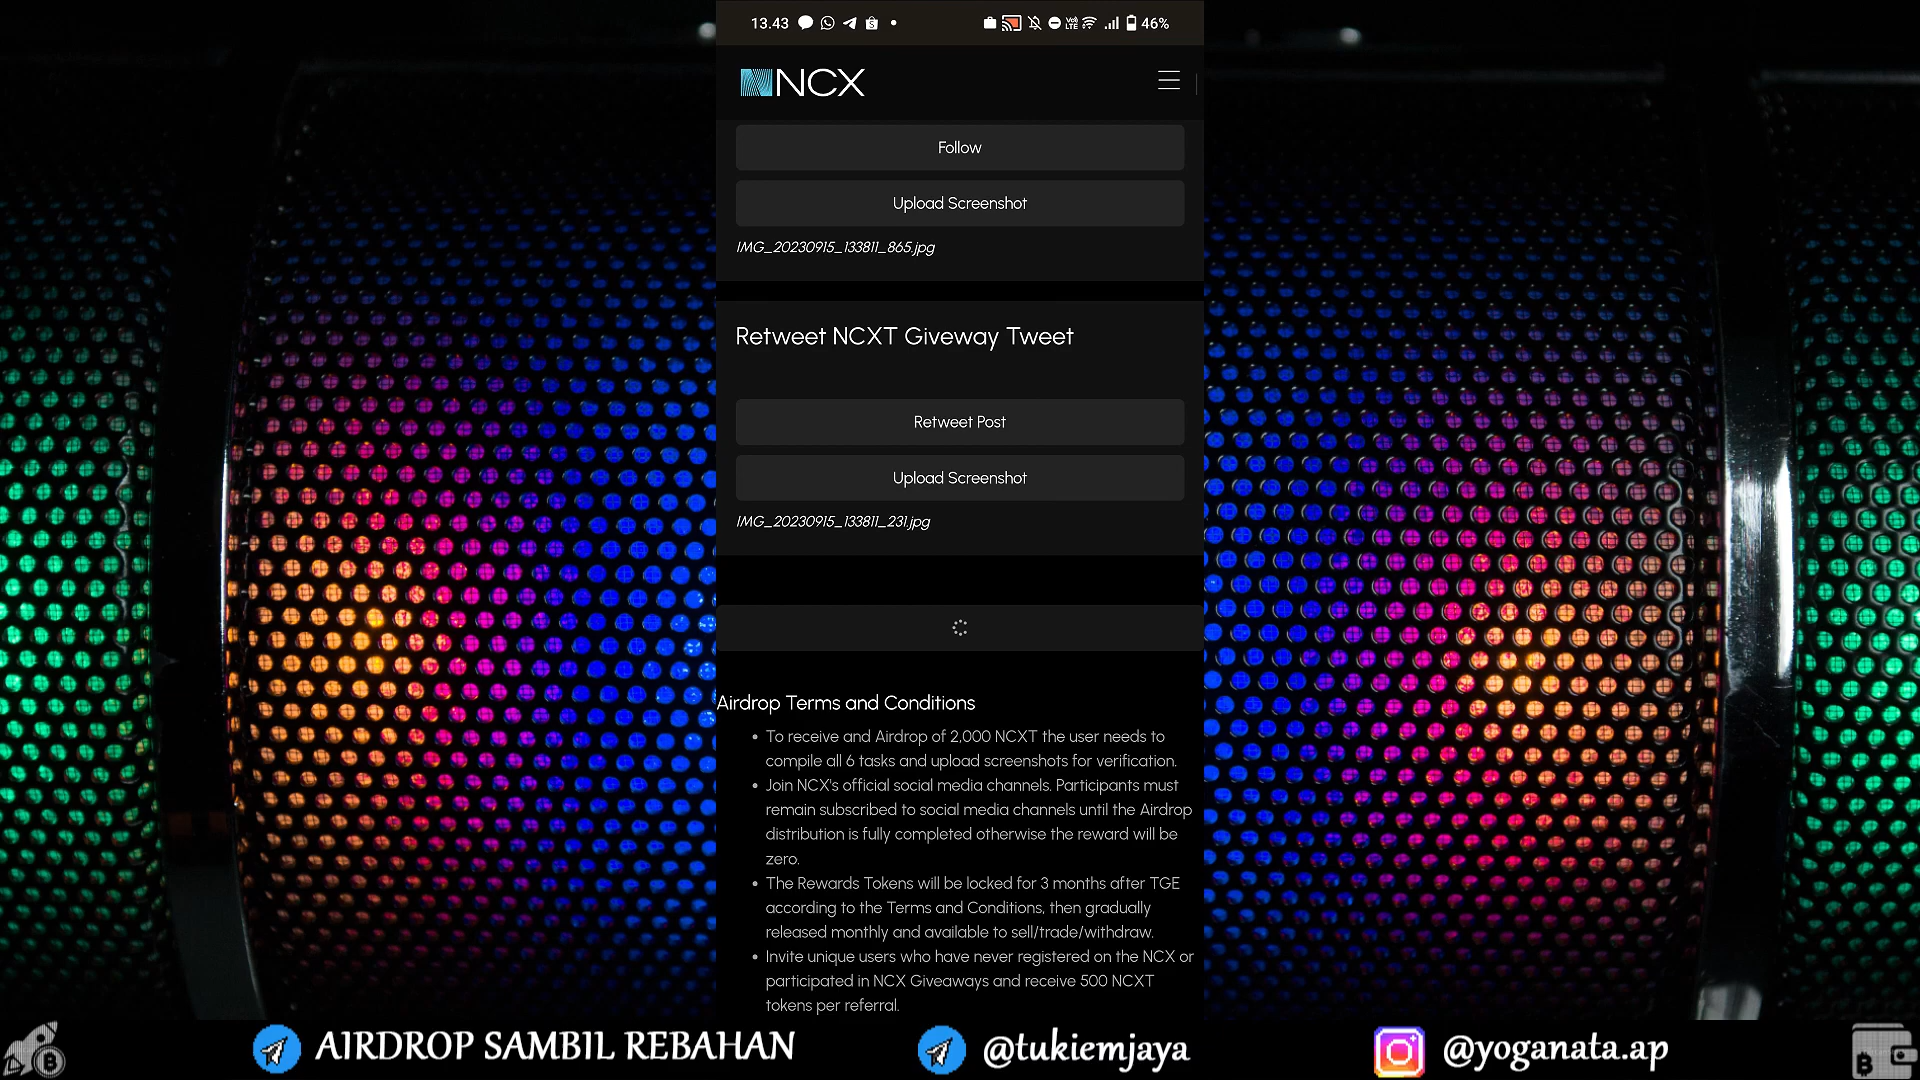 13.43
VoD LTE
46%
NCX
Follow
Upload Screenshot
IMG_20230915_133811_865.jpg
Retweet NCXT Giveway Tweet
Retweet Post
Upload Screenshot
IMG_20230915_133811_231.jpg
Airdrop Terms and Conditions
• To receive and Airdrop of 2,000 NCXT the user needs to
compile all 6 tasks and upload screenshots for verification.
• Join NCX's official social media channels. Participants must
remain subscribed to social media channels until the Airdrop
distribution is fully completed otherwise the reward will be
zero.
• The Rewards Tokens will be locked for 3 months after TGE
according to the Terms and Conditions, then gradually
released monthly and available to sell/trade/withdraw.
• Invite unique users who have never registered on the NCX or
participated in NCX Giveaways and receive 500 NCXT
tokens per referral.
AIRDROP SAMBIL REBAHAN
@tukiemjaya
@yoganata.ap